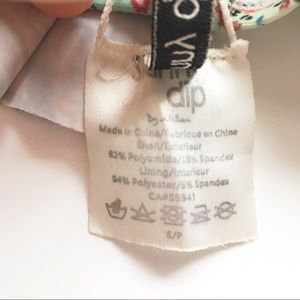 dip
Made in China/Fabrique en Chine
Shell/Extérieur
82% Polyamide/18% Spandex
Lining/Intérieur
94% Polyester/6% Spandex
CA#55941
S/P